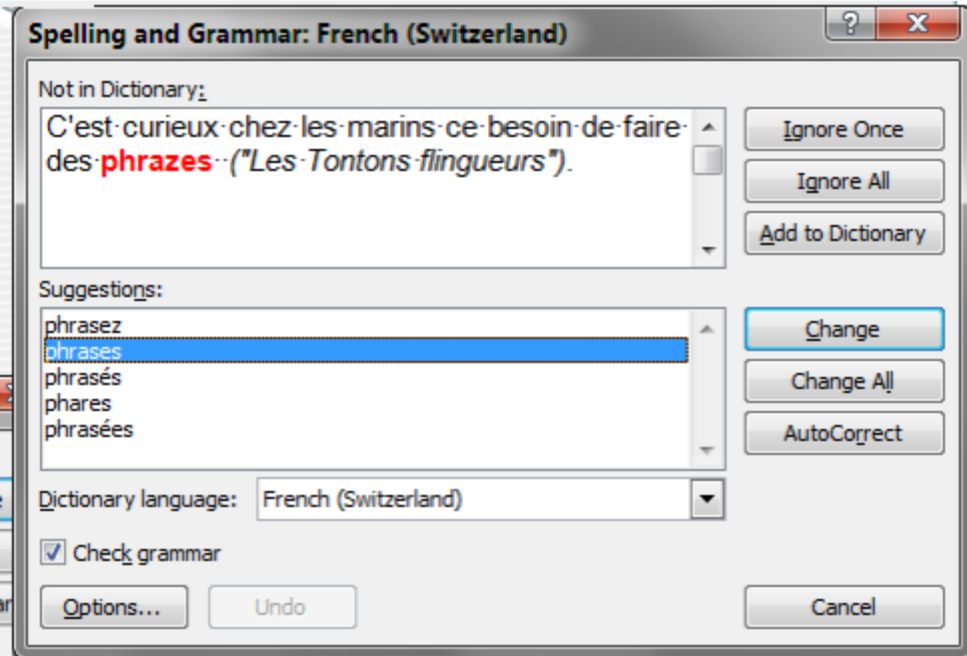 Spelling and Grammar: French (Switzerland)
Not in Dictionary:
C'est·curieux·chez·les·marins·ce·besoin·de·faire·
des·phrazes··("Les·Tontons·flingueurs").
Ignore Once
Ignore All
Add to Dictionary
Suggestions:
phrasez
phrases
phrasés
phares
phrasées
Change
Change All
AutoCorrect
Dictionary language: French (Switzerland)
Check grammar
Options...
Undo
Cancel